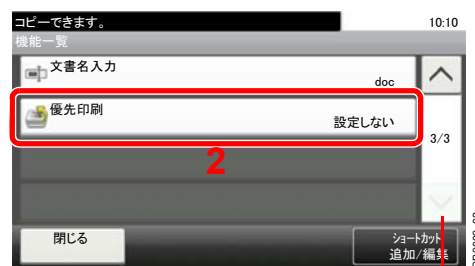 コピーできます。 10:10
機能一覧
文書名入力
doc
優先印刷
設定しない
3/3
2
閉じる
ショートカット
追加/編集